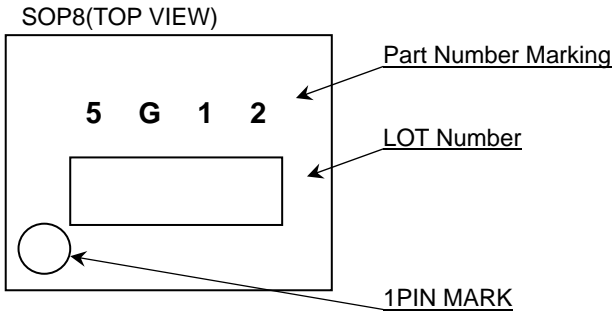 SOP8(TOP VIEW)
Part Number Marking
5 G 1 2
LOT Number
1PIN MARK